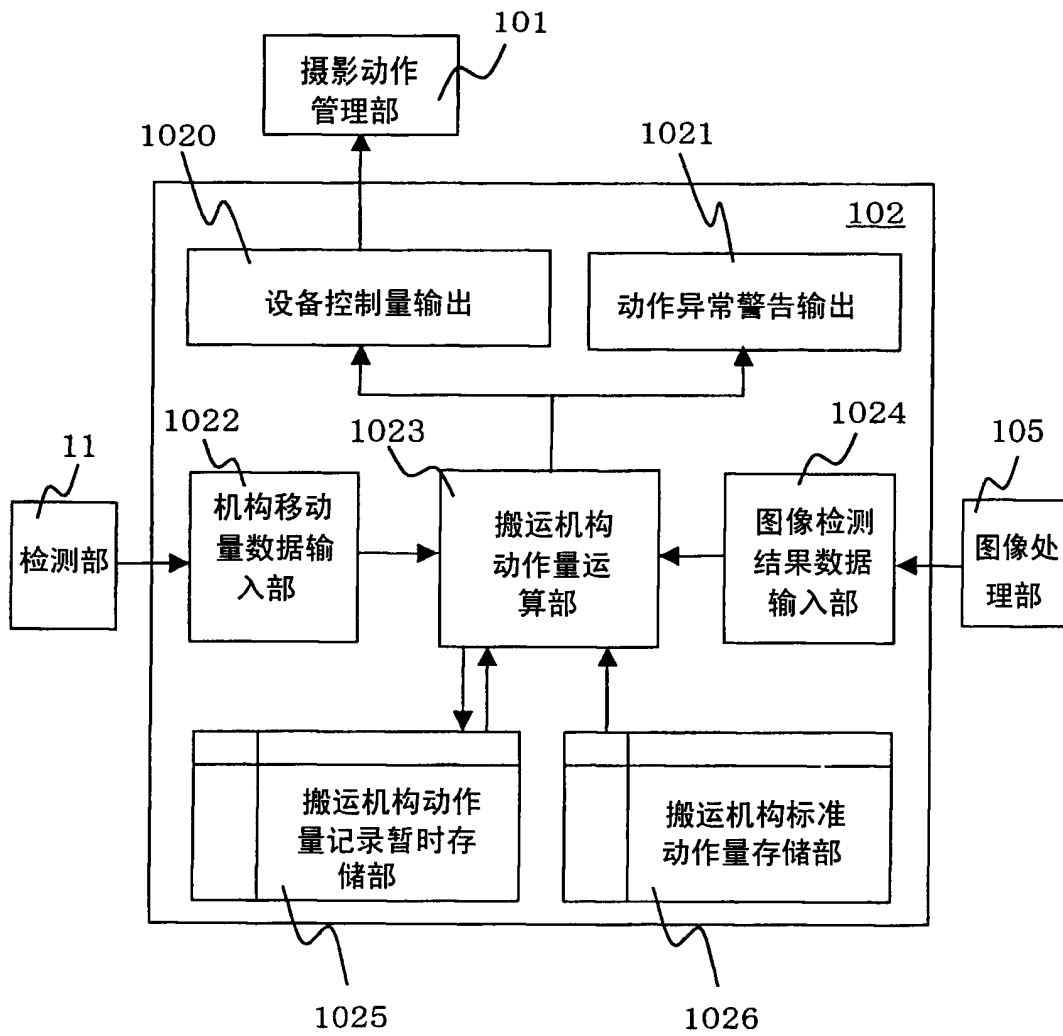 101
摄影动作
管理部
1020
1021
102
设备控制量输出
动作异常警告输出
11
1022
1023
1024
105
检测部
机构移动
量数据输
入部
搬运机构
动作量运
算部
图像检测
结果数据
输入部
图像处
理部
搬运机构动作
量记录暂时存
储部
搬运机构标准
动作量存储部
1025
1026